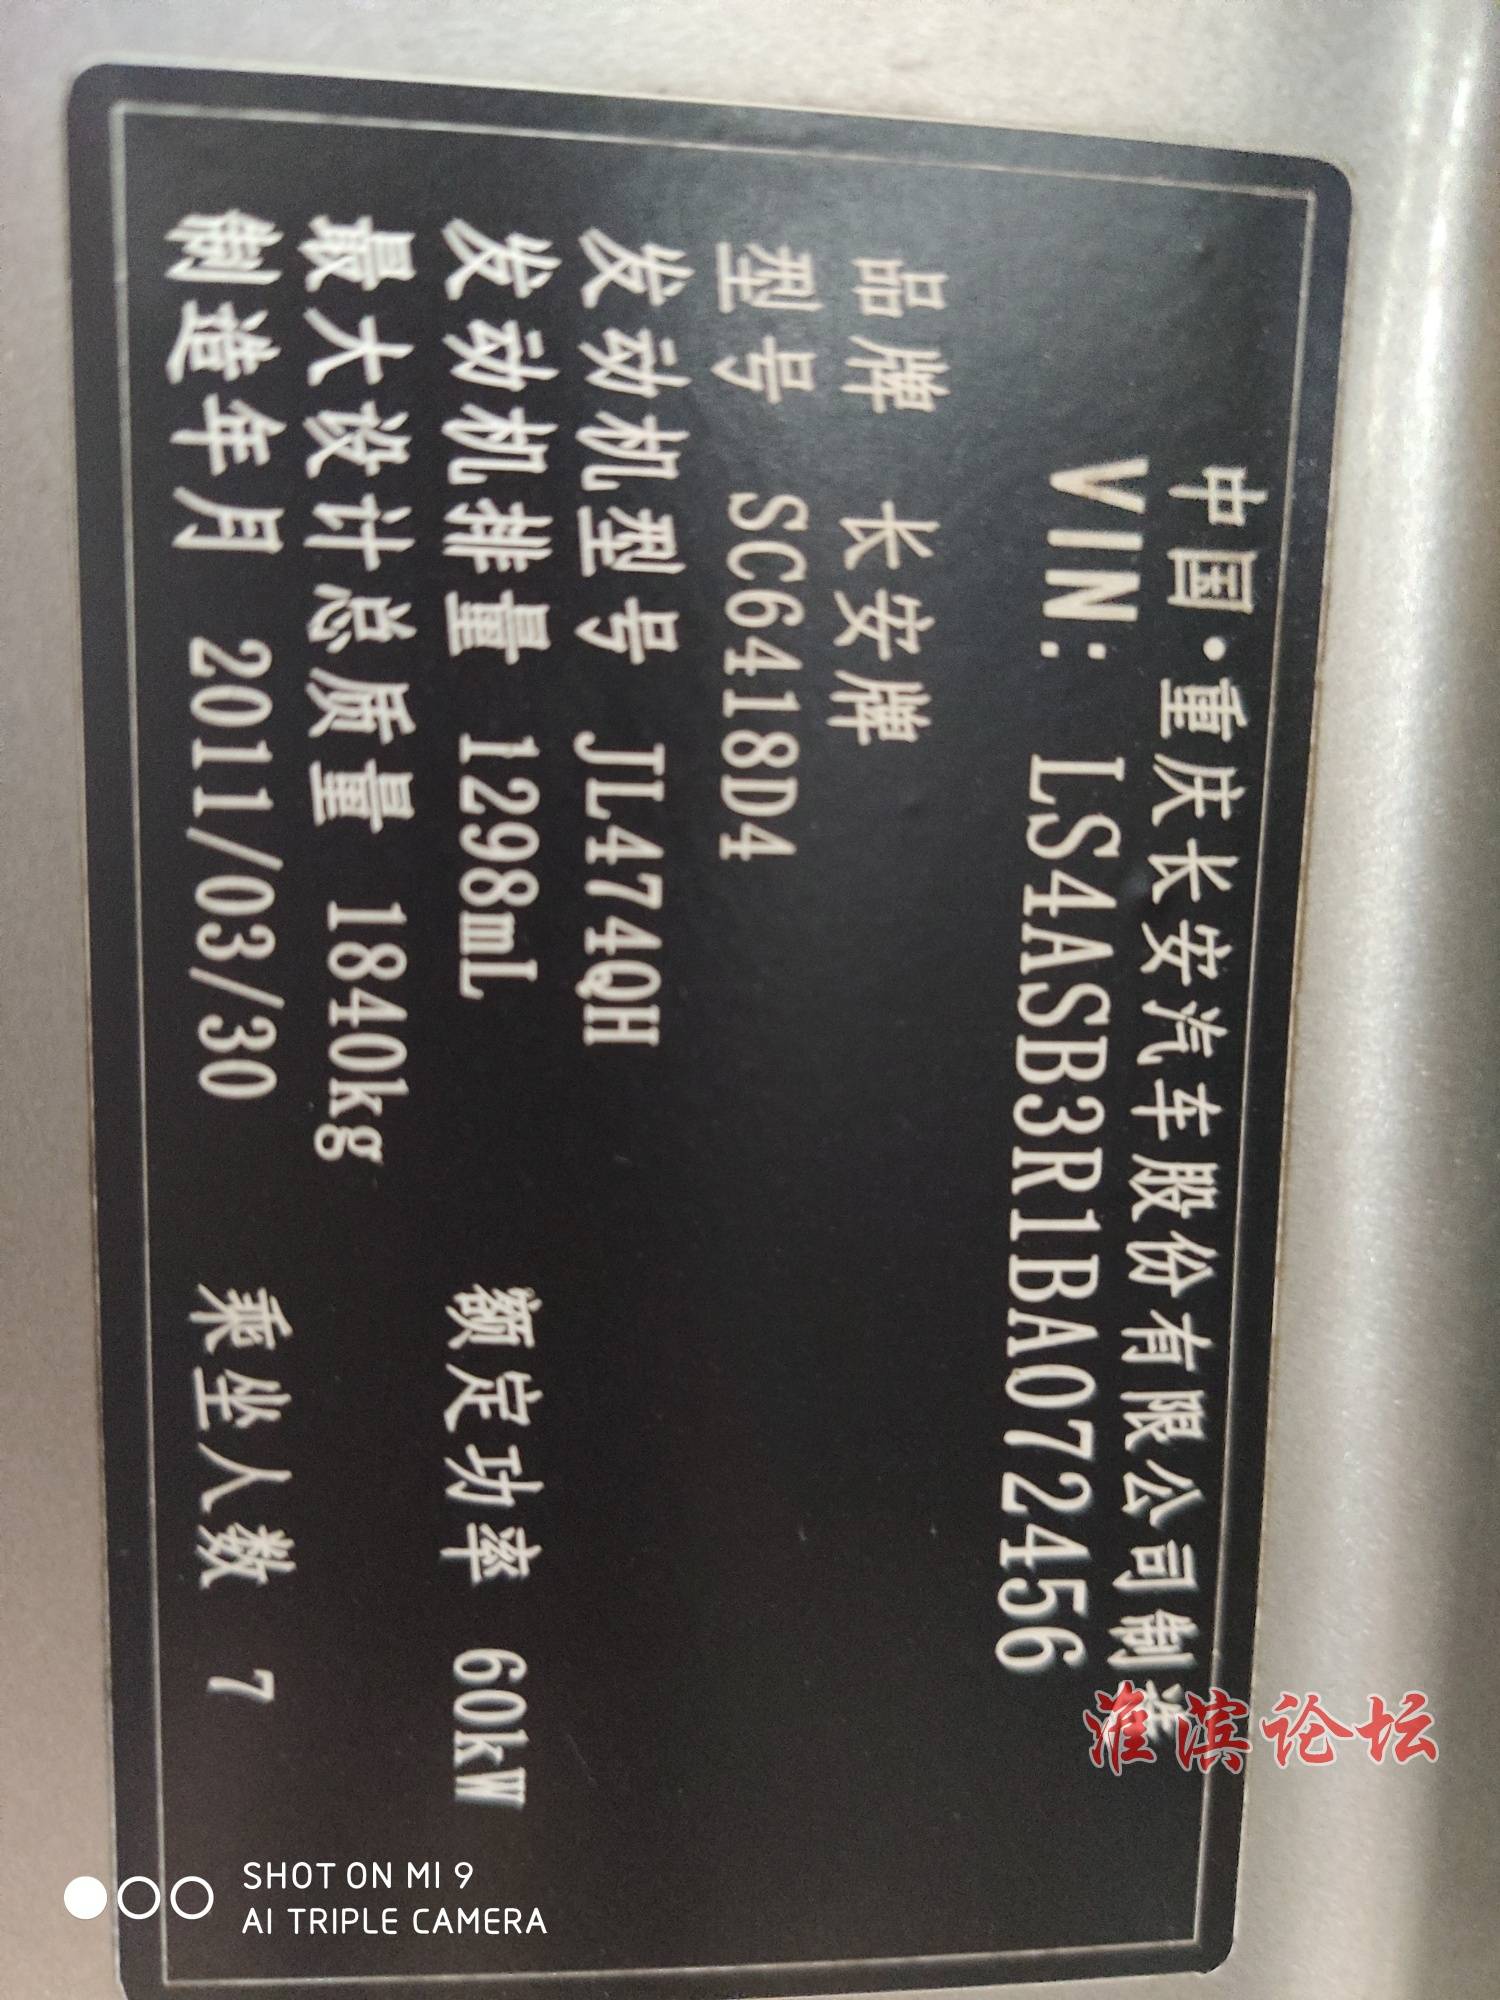 中国·重庆长安汽车股份有限公司制造
VIN: LS4ASB3R1BA072456
品牌 长安牌
型号 SC6418D4
发动机型号 JL474QH
发动机排量 1298mL 额定功率 60kW
最大设计总质量 1840kg
制造年月 2011/03/30 乘坐人数 7
淮滨论坛
SHOT ON MI 9
AI TRIPLE CAMERA